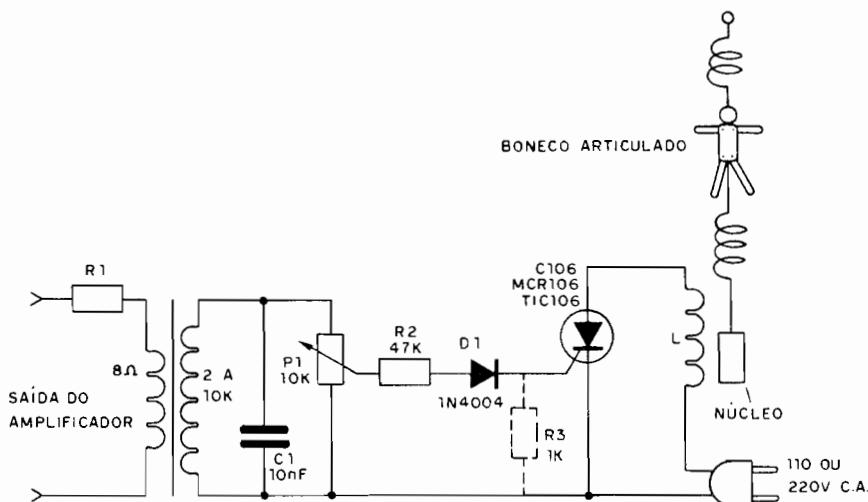 BONECO ARTICULADO
R1
8Ω
SAÍDA DO
AMPLIFICADOR
2 A
10K
C1
10nF
P1
10K
R2
47K
D1
1N4004
R3
1K
C106
MCR106
TIC106
L
NÚCLEO
110 OU
220V C.A.